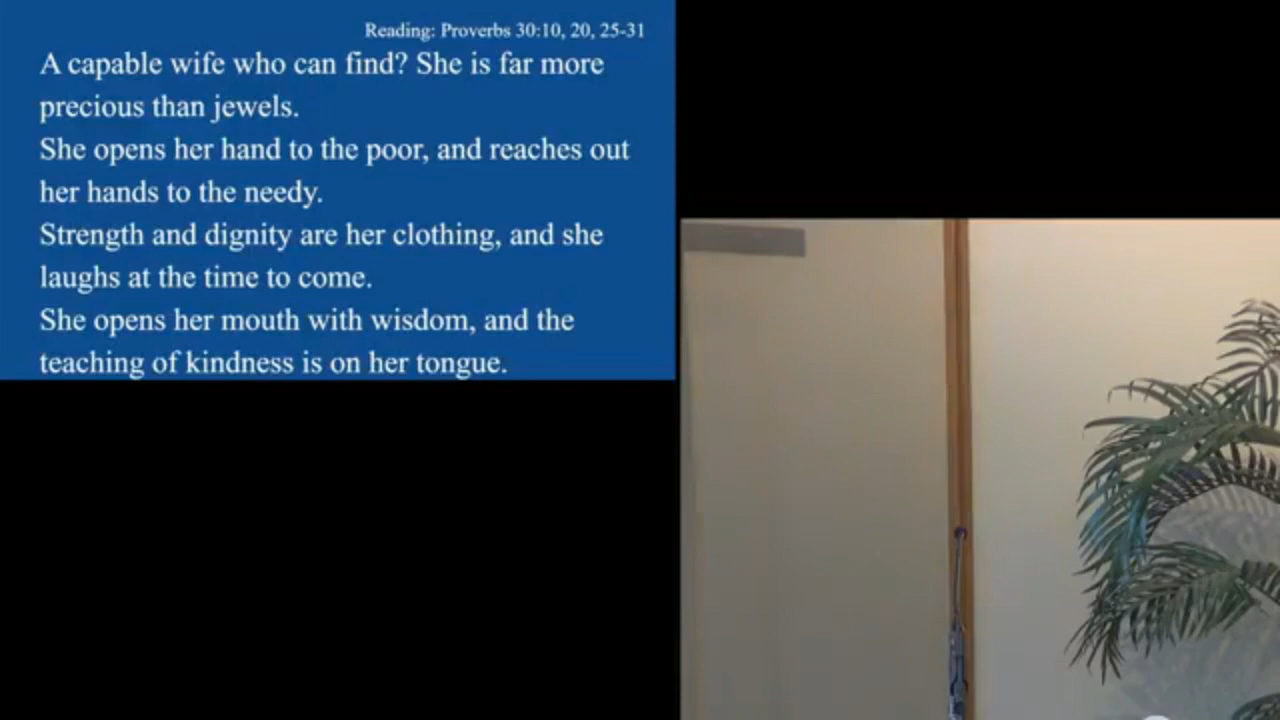 Reading: Proverbs 30:10, 20, 25-31
A capable wife who can find? She is far more
precious than jewels.
She opens her hand to the poor, and reaches out
her hands to the needy.
Strength and dignity are her clothing, and she
laughs at the time to come.
She opens her mouth with wisdom, and the
teaching of kindness is on her tongue.